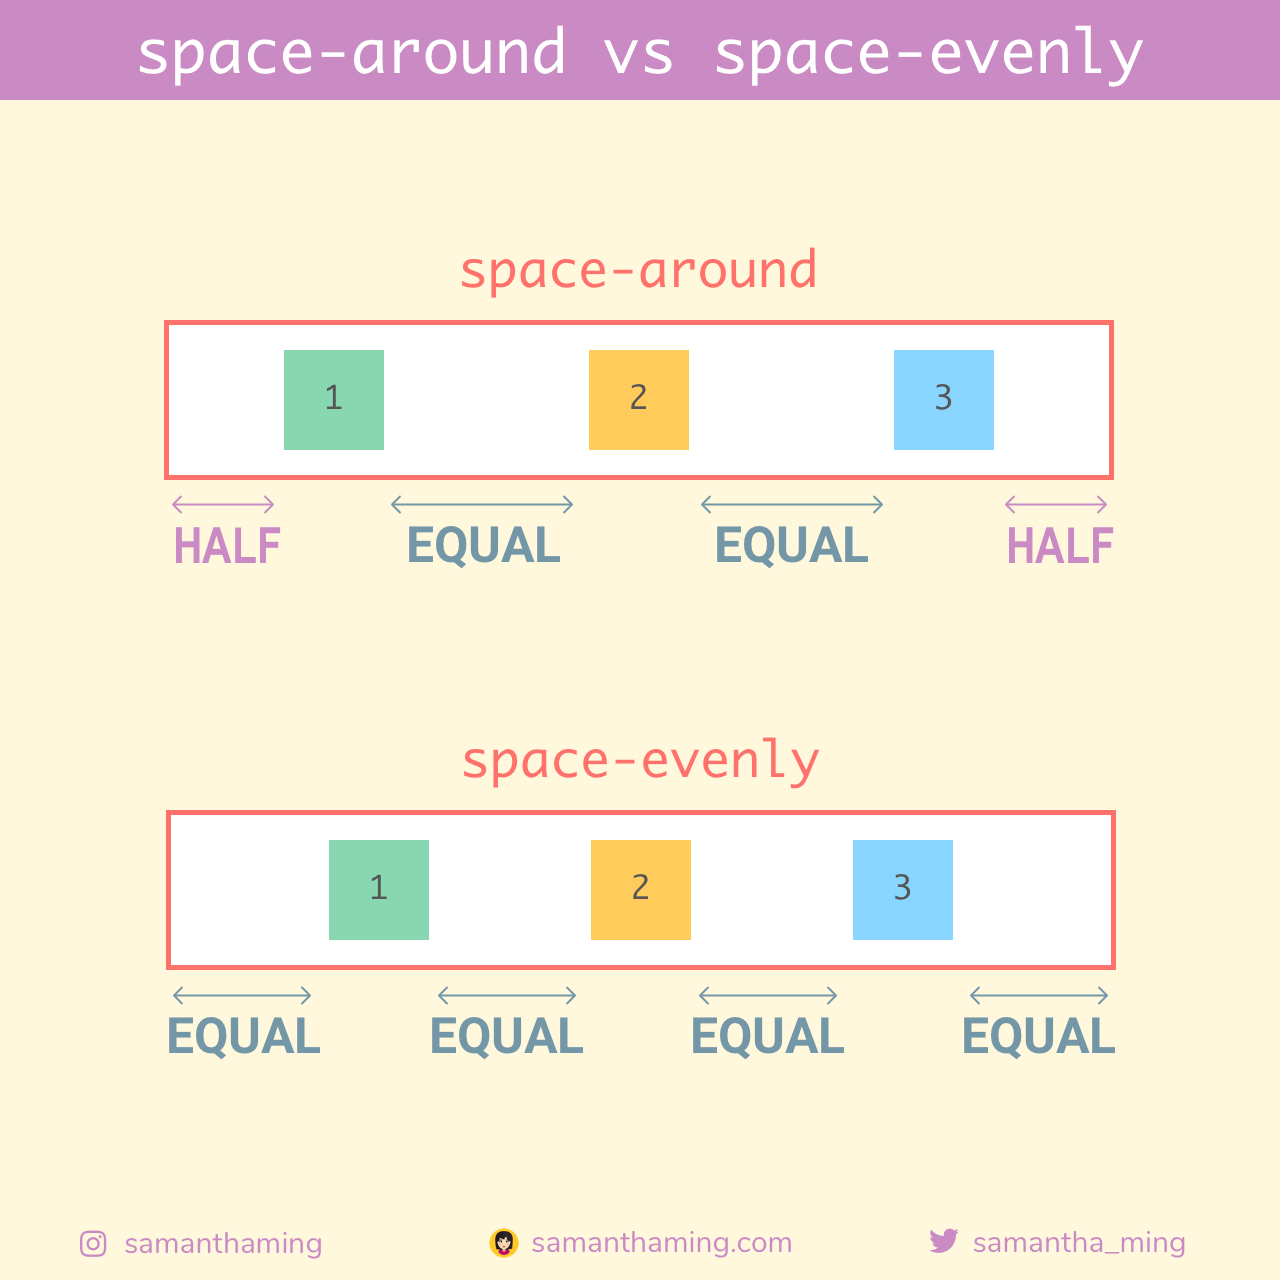 space-around vs space-evenly
space-around
1 2 3
HALF EQUAL EQUAL HALF
space-evenly
1 2 3
EQUAL EQUAL EQUAL EQUAL
samanthaming samanthaming.com samantha_ming